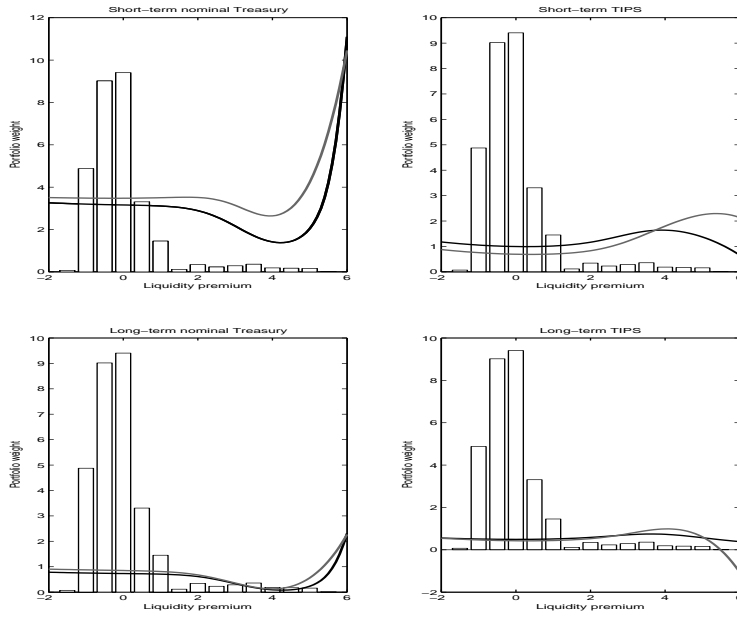 Short-term nominal Treasury
12
10
8
6
4
2
0
Portfolio weight
−2 0 2 4 6
Liquidity premium
Short-term TIPS
10
9
8
7
6
5
4
3
2
1
0
Portfolio weight
−2 0 2 4 6
Liquidity premium
Long-term nominal Treasury
10
9
8
7
6
5
4
3
2
1
0
Portfolio weight
−2 0 2 4 6
Liquidity premium
Long-term TIPS
10
8
6
4
2
0
−2
Portfolio weight
−2 0 2 4 6
Liquidity premium